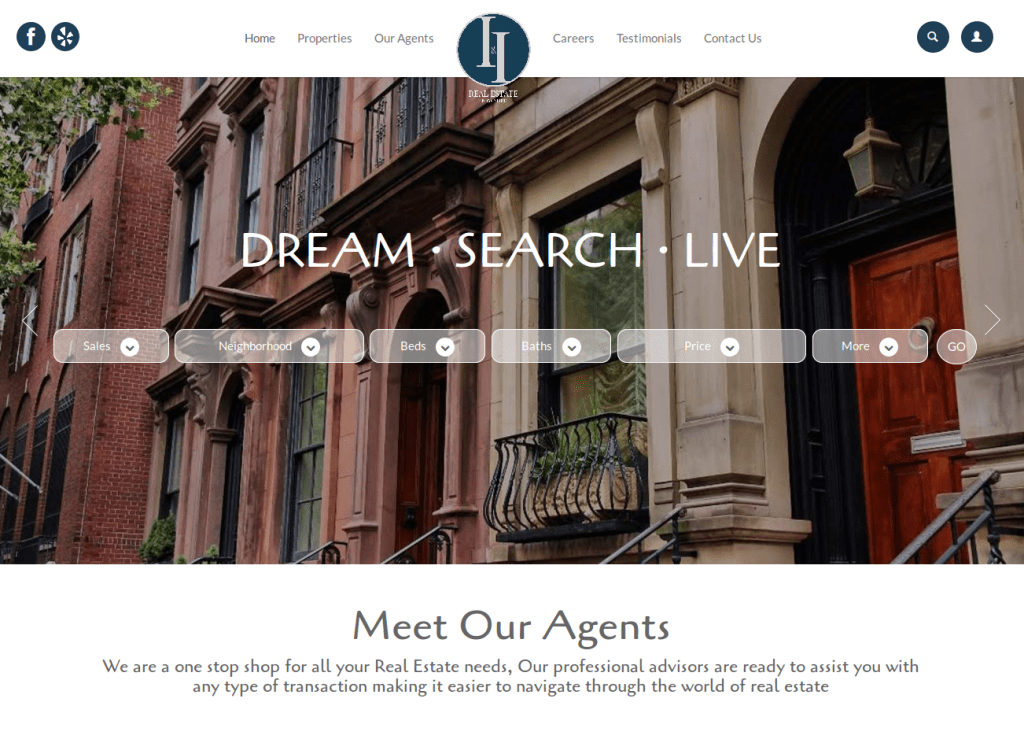 Home
Properties
Our Agents
Careers
Testimonials
Contact Us
REAL ESTATE
DREAM · SEARCH · LIVE
Sales
Neighborhood
Beds
Baths
Price
More
GO
Meet Our Agents
We are a one stop shop for all your Real Estate needs, Our professional advisors are ready to assist you with
any type of transaction making it easier to navigate through the world of real estate